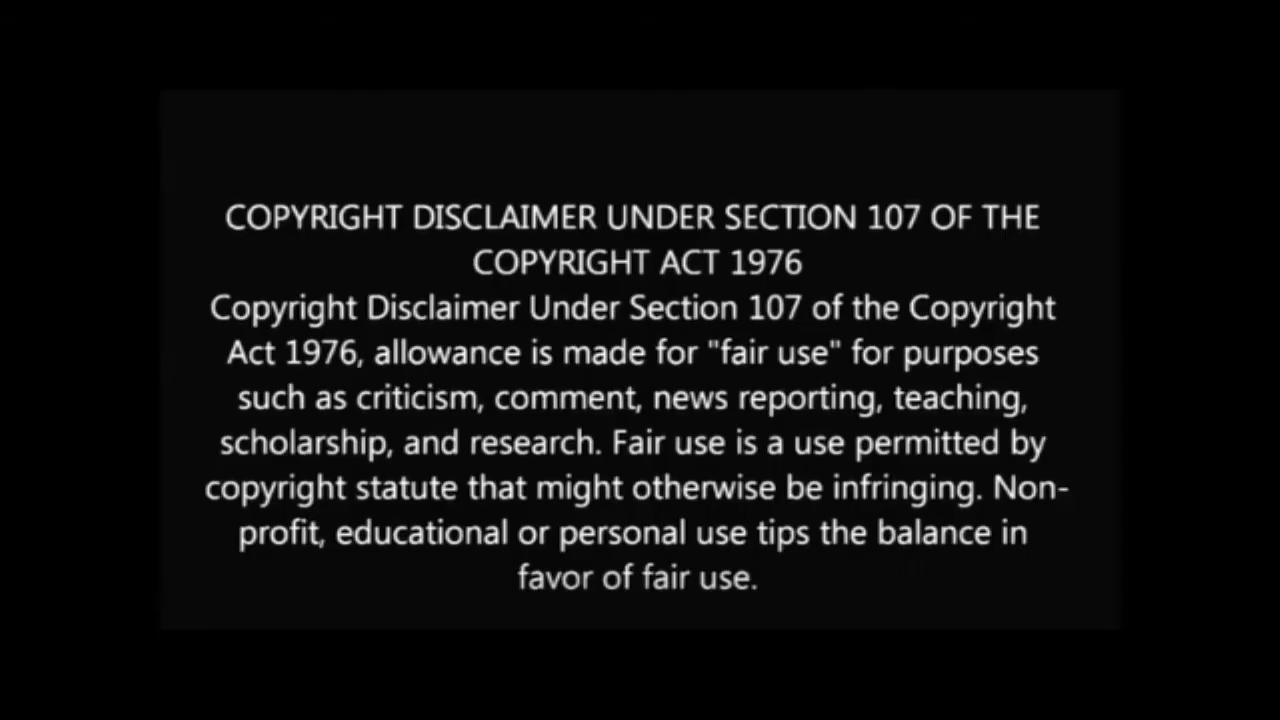 COPYRIGHT DISCLAIMER UNDER SECTION 107 OF THE
COPYRIGHT ACT 1976
Copyright Disclaimer Under Section 107 of the Copyright
Act 1976, allowance is made for "fair use" for purposes
such as criticism, comment, news reporting, teaching,
scholarship, and research. Fair use is a use permitted by
copyright statute that might otherwise be infringing. Non-
profit, educational or personal use tips the balance in
favor of fair use.